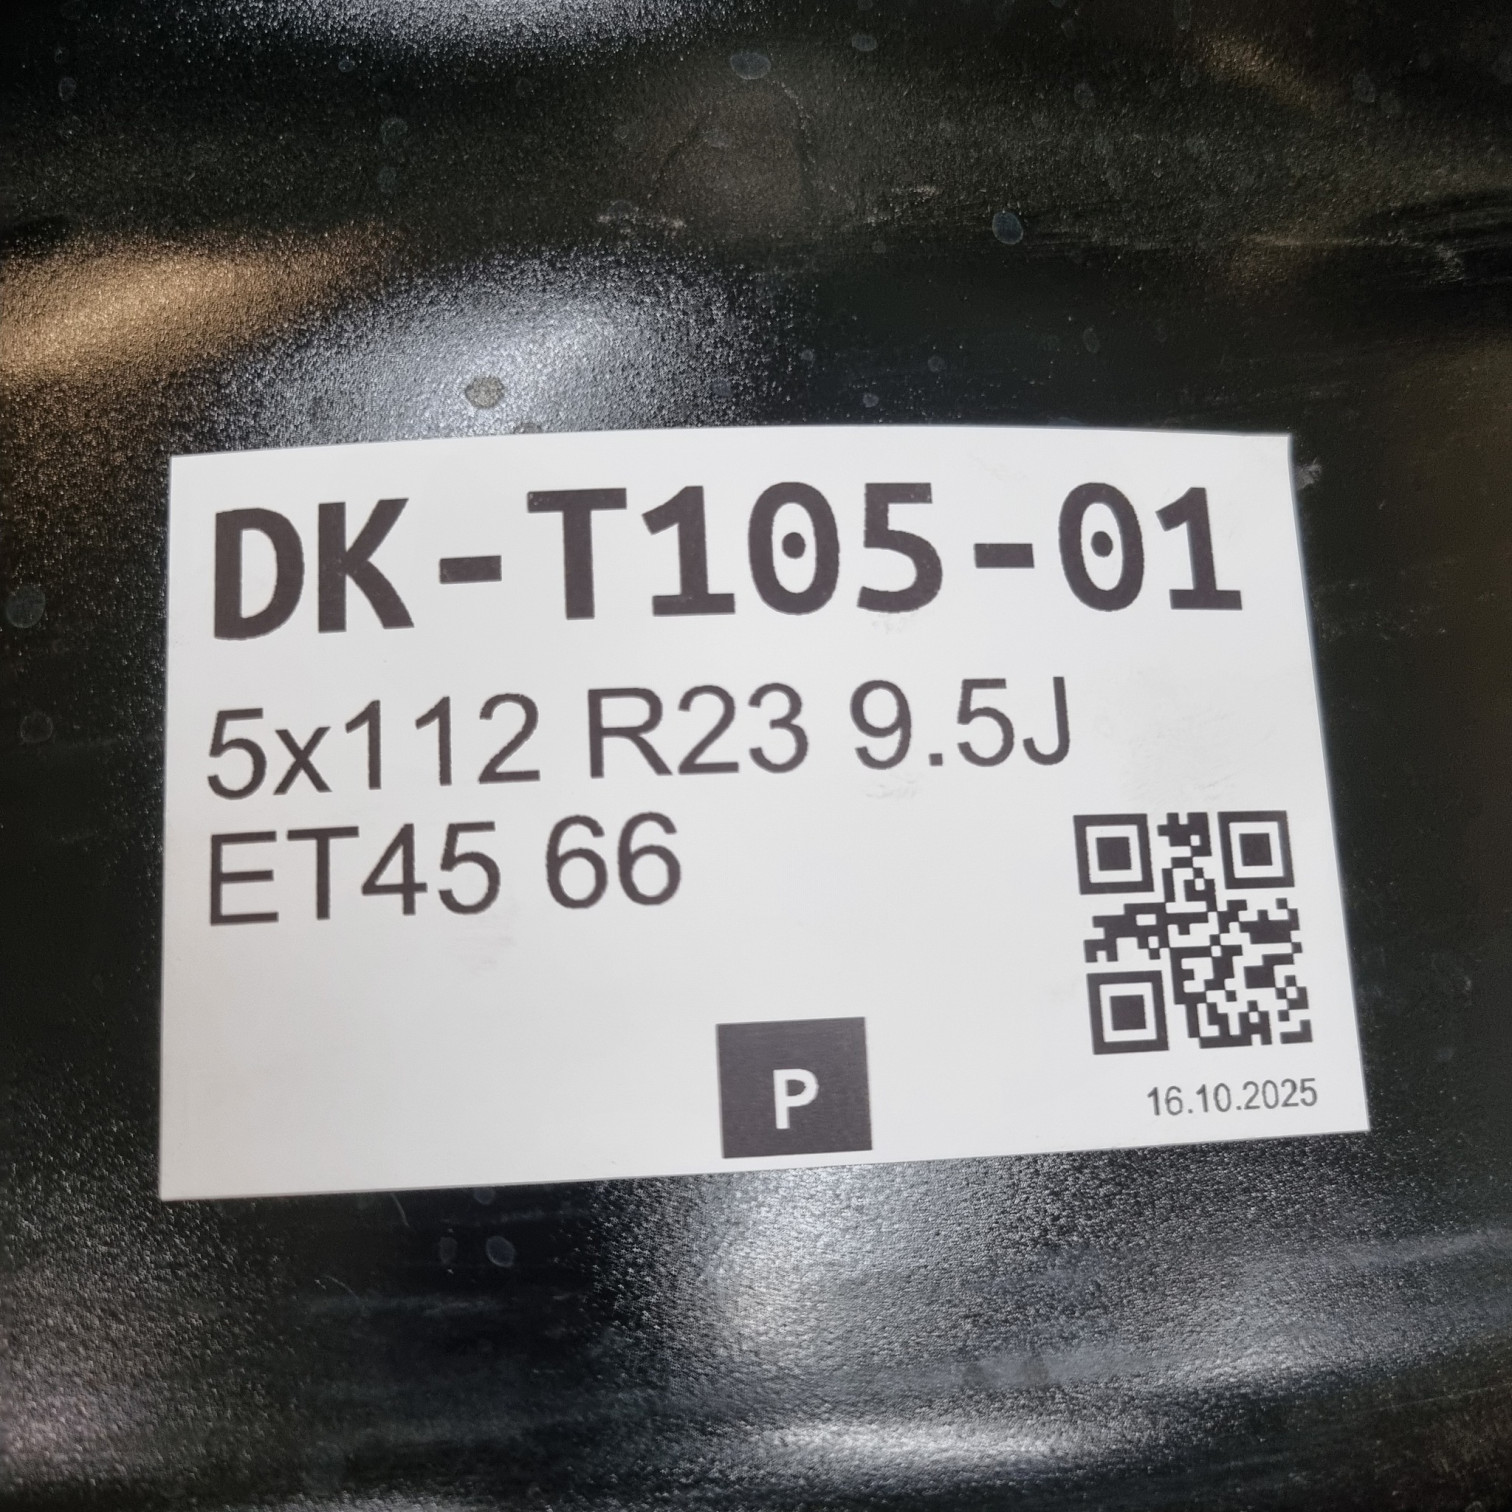 DK-T105-01
5x112 R23 9.5J
ET45 66
P
16.10.2025